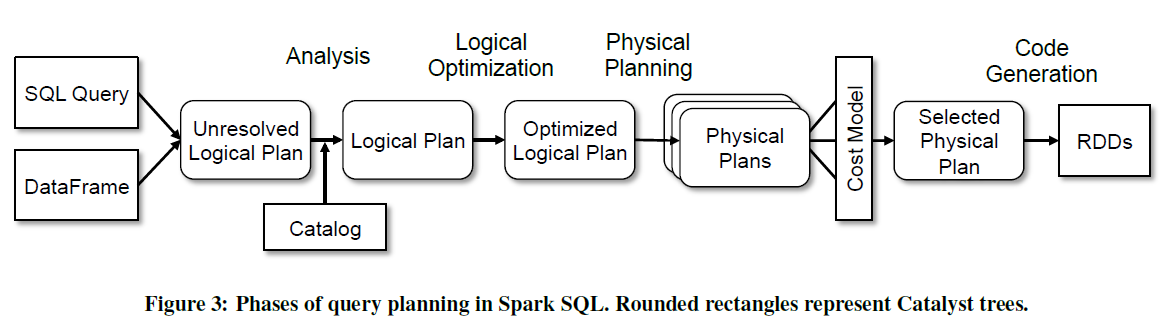 Analysis
Logical
Optimization
Physical
Planning
Code
Generation
SQL Query
DataFrame
Unresolved
Logical Plan
Catalog
Logical Plan
Optimized
Logical Plan
Physical
Plans
Cost Model
Selected
Physical
Plan
RDDs
Figure 3: Phases of query planning in Spark SQL. Rounded rectangles represent Catalyst trees.